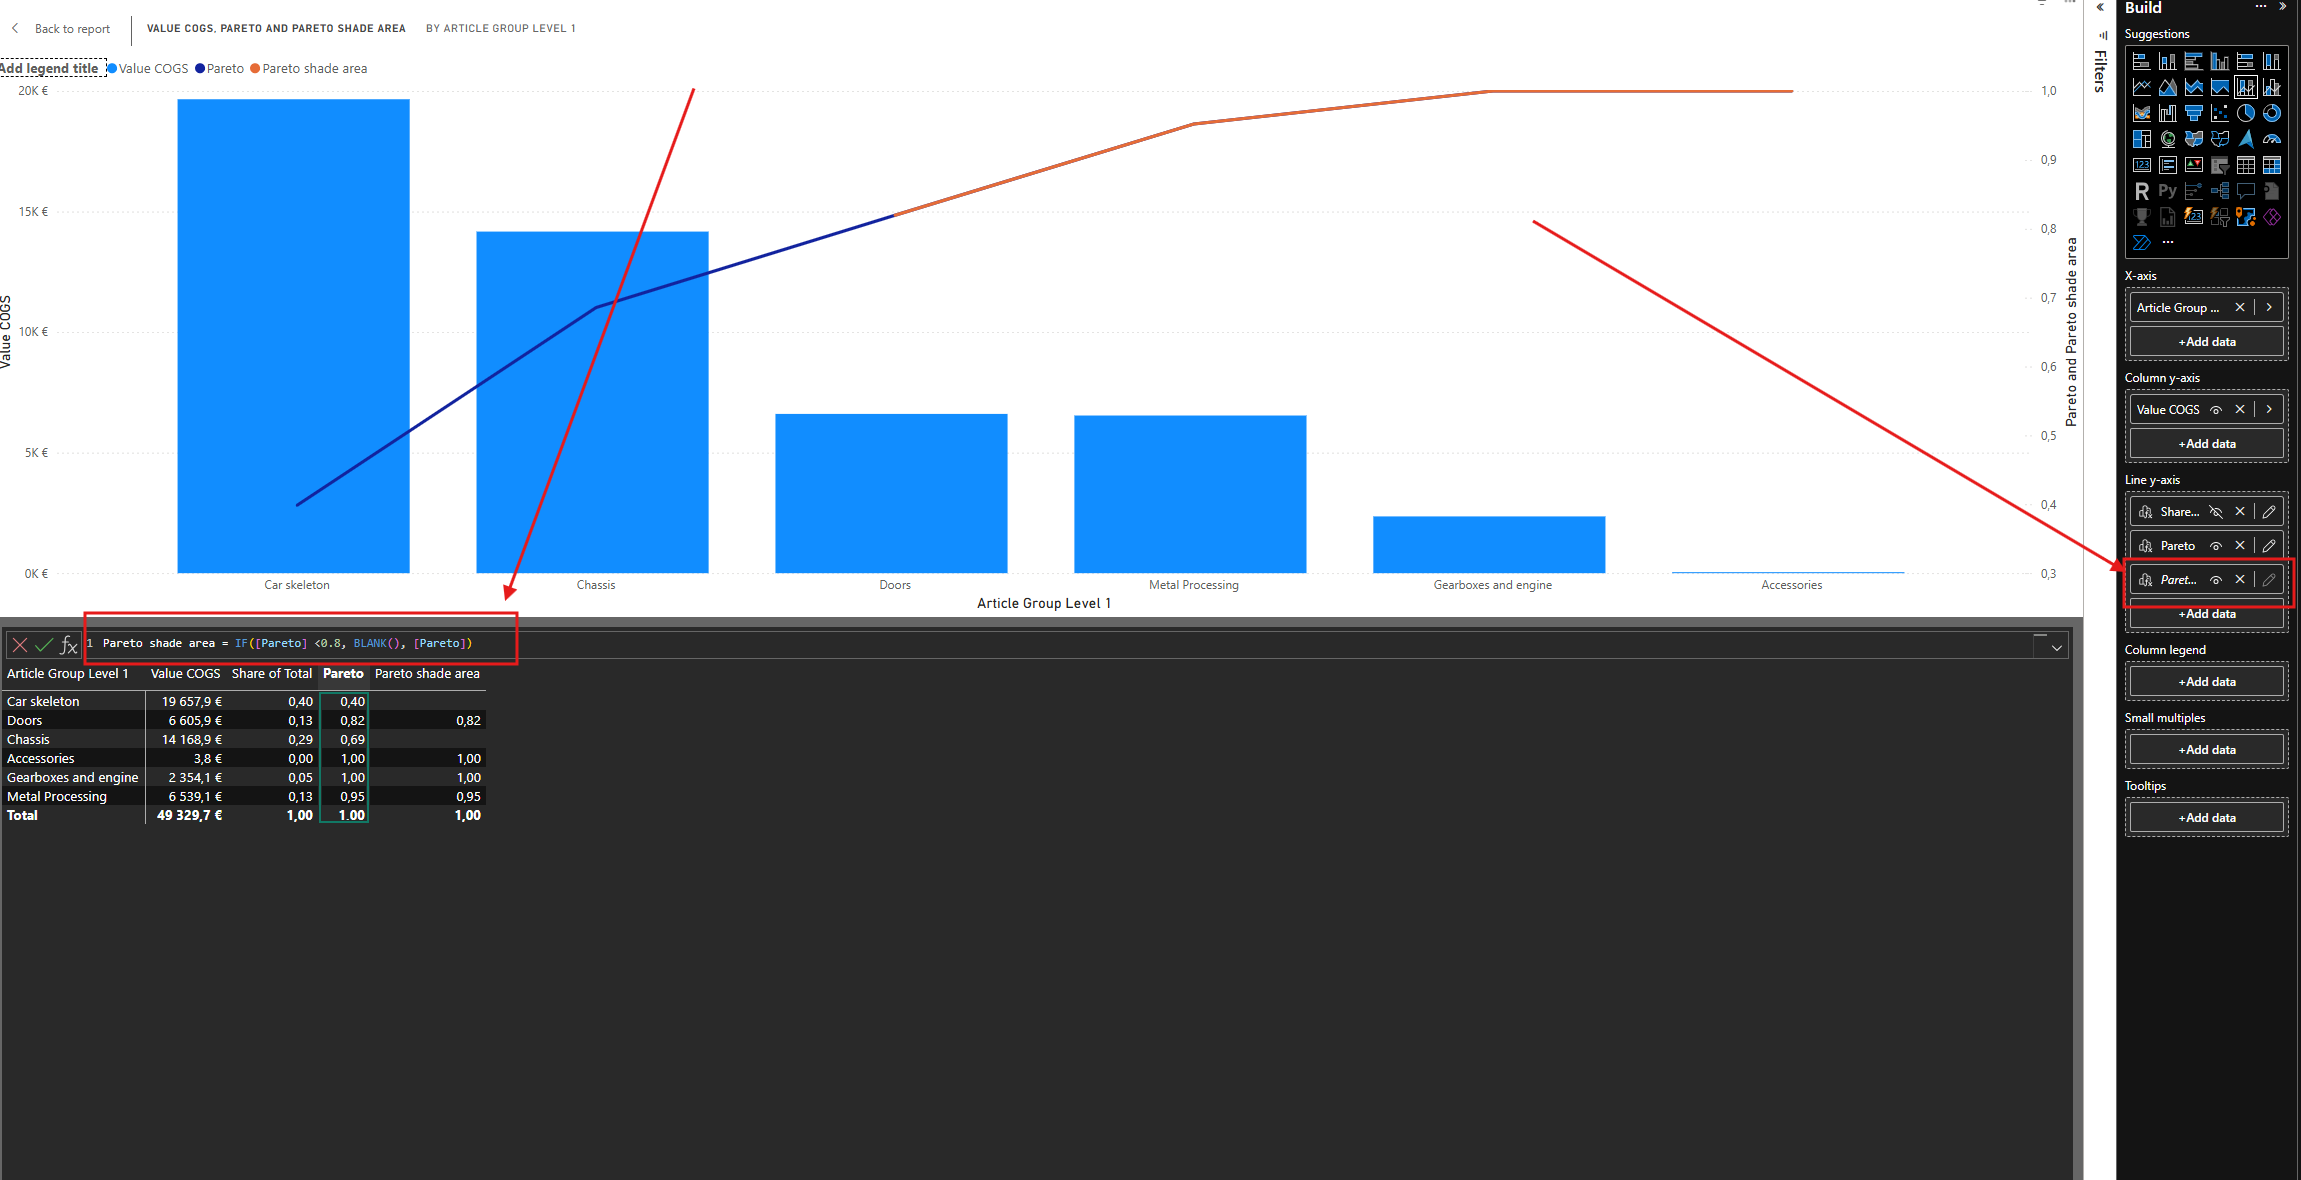 Back to report
VALUE COGS, PARETO AND PARETO SHADE AREA BY ARTICLE GROUP LEVEL 1
Add legend title Value COGS Pareto Pareto shade area
20K €
15K €
10K €
5K €
0K €
Value COGS
1,0
0,9
0,8
0,7
0,6
0,5
0,4
0,3
Pareto and Pareto shade area
Car skeleton Chassis Doors Metal Processing Gearboxes and engine Accessories
Article Group Level 1
1 Pareto shade area = IF([Pareto] <0.8, BLANK(), [Pareto])
Article Group Level 1 Value COGS Share of Total Pareto Pareto shade area
Car skeleton 19 657,9 € 0,40 0,40
Doors 6 605,9 € 0,13 0,82 0,82
Chassis 14 168,9 € 0,29 0,69
Accessories 3,8 € 0,00 1,00 1,00
Gearboxes and engine 2 354,1 € 0,05 1,00 1,00
Metal Processing 6 539,1 € 0,13 0,95 0,95
Total 49 329,7 € 1,00 1,00 1,00
Filters
Build
Suggestions
123
R Py
123
X-axis
Article Group ...
+Add data
Column y-axis
Value COGS
+Add data
Line y-axis
Share...
Pareto
Paret...
+Add data
Column legend
+Add data
Small multiples
+Add data
Tooltips
+Add data